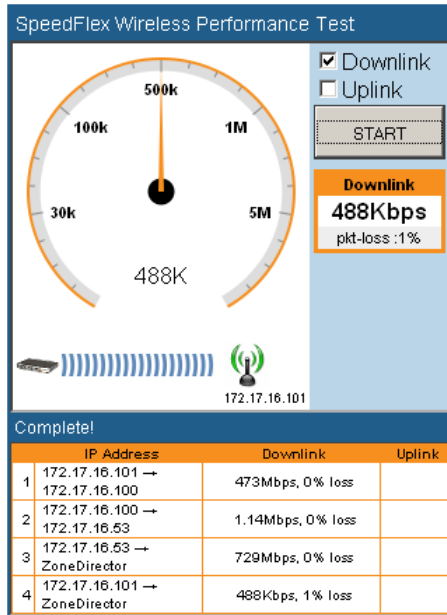 SpeedFlex Wireless Performance Test
Downlink
Uplink
START
500k
100k
1M
30k
5M
488K
Downlink
488Kbps
pkt-loss :1%
172.17.16.101
Complete!
IP Address Downlink Uplink
1 172.17.16.101 →
172.17.16.100 473Mbps, 0% loss
2 172.17.16.100 →
172.17.16.53 1.14Mbps, 0% loss
3 172.17.16.53 →
ZoneDirector 729Mbps, 0% loss
4 172.17.16.101 →
ZoneDirector 488Kbps, 1% loss